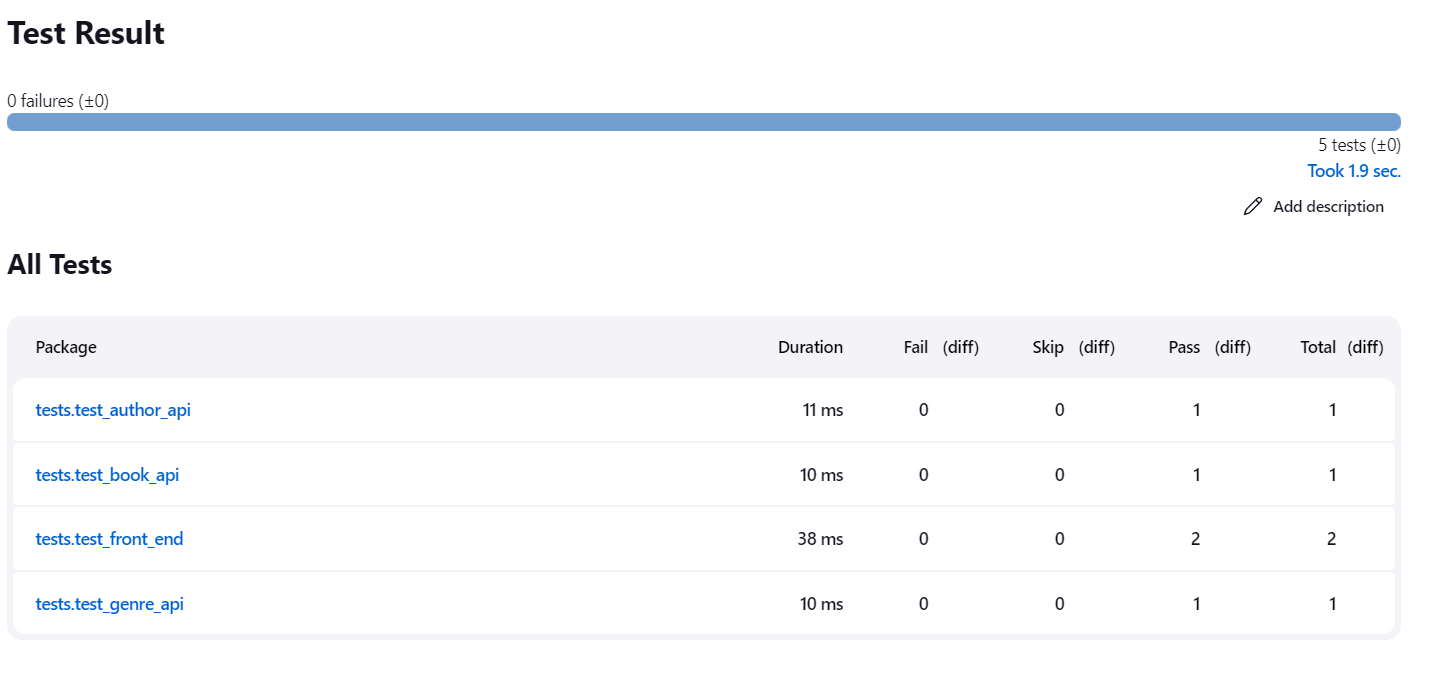 Test Result
0 failures (±0)
5 tests (±0)
Took 1.9 sec.
Add description
All Tests
Package Duration Fail (diff) Skip (diff) Pass (diff) Total (diff)
tests.test_author_api 11 ms 0 0 1 1
tests.test_book_api 10 ms 0 0 1 1
tests.test_front_end 38 ms 0 0 2 2
tests.test_genre_api 10 ms 0 0 1 1